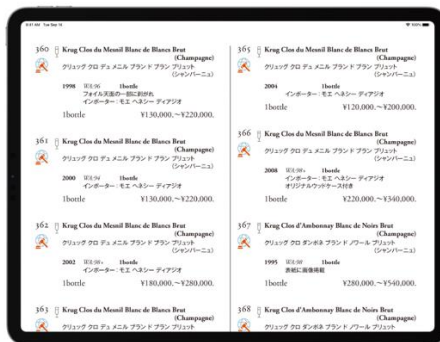 9:41 AM Tue Sep 15
100%
360 Krug Clos du Mesnil Blanc de Blancs Brut
(Champagne)
クリュッグ クロ デュ メニル ブラン ド ブラン ブリュット
(シャンパーニュ)
1998 WA:96 1bottle
フォイル天面の一部に剥がれ
インポーター：モエ ヘネシー ディアジオ
1bottle ¥130,000.〜¥220,000.
361 Krug Clos du Mesnil Blanc de Blancs Brut
(Champagne)
クリュッグ クロ デュ メニル ブラン ド ブラン ブリュット
(シャンパーニュ)
2000 WA:94 1bottle
インポーター：モエ ヘネシー ディアジオ
1bottle ¥130,000.〜¥220,000.
362 Krug Clos du Mesnil Blanc de Blancs Brut
(Champagne)
クリュッグ クロ デュ メニル ブラン ド ブラン ブリュット
(シャンパーニュ)
2002 WA:98+ 1bottle
インポーター：モエ ヘネシー ディアジオ
1bottle ¥180,000.〜¥280,000.
363 Krug Clos du Mesnil Blanc de Blancs Brut
(Champagne)
クリュッグ クロ デュ メニル ブラン ド ブラン ブリュット
365 Krug Clos du Mesnil Blanc de Blancs Brut
(Champagne)
クリュッグ クロ デュ メニル ブラン ド ブラン ブリュット
(シャンパーニュ)
2004 1bottle
インポーター：モエ ヘネシー ディアジオ
1bottle ¥120,000.〜¥200,000.
366 Krug Clos du Mesnil Blanc de Blancs Brut
(Champagne)
クリュッグ クロ デュ メニル ブラン ド ブラン ブリュット
(シャンパーニュ)
2008 WA:98+ 1bottle
インポーター：モエ ヘネシー ディアジオ
オリジナルウッドケース付き
1bottle ¥220,000.〜¥340,000.
367 Krug Clos d'Ambonnay Blanc de Noirs Brut
(Champagne)
クリュッグ クロ ダンボネ ブラン ド ノワール ブリュット
(シャンパーニュ)
1995 WA:98 1bottle
表紙に画像掲載
1bottle ¥280,000.〜¥540,000.
368 Krug Clos d'Ambonnay Blanc de Noirs Brut
(Champagne)
クリュッグ クロ ダンボネ ブラン ド ノワール ブリュット